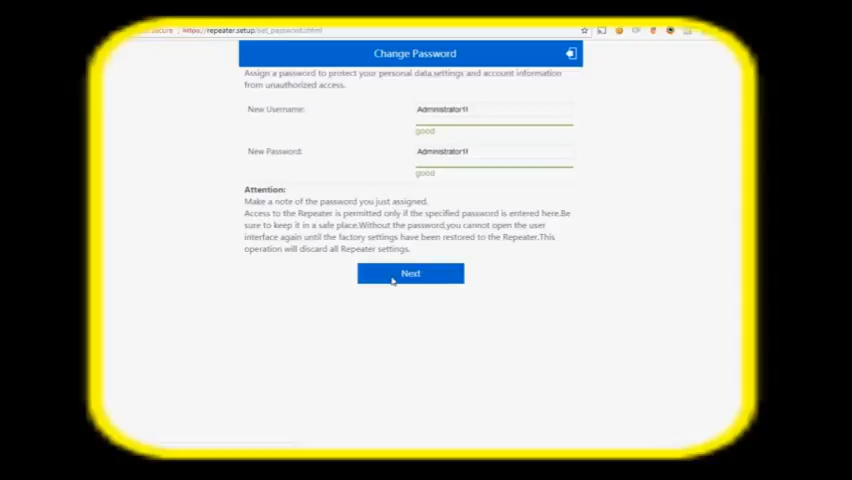 https://repeater.setup/set_password.shtml
Change Password
Assign a password to protect your personal data,settings and account information
from unauthorized access.
New Username:
good
New Password:
good
Attention:
Make a note of the password you just assigned.
Access to the Repeater is permitted only if the specified password is entered here.Be
sure to keep it in a safe place.Without the password,you cannot open the user
interface again until the factory settings have been restored to the Repeater.This
operation will discard all Repeater settings.
Next